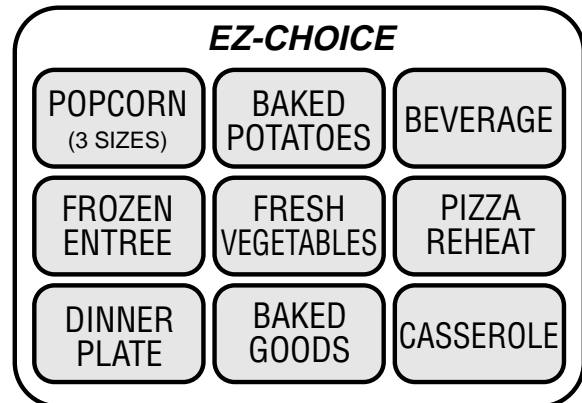 EZ-CHOICE
POPCORN
(3 SIZES)
BAKED
POTATOES
BEVERAGE
FROZEN
ENTREE
FRESH
VEGETABLES
PIZZA
REHEAT
DINNER
PLATE
BAKED
GOODS
CASSEROLE